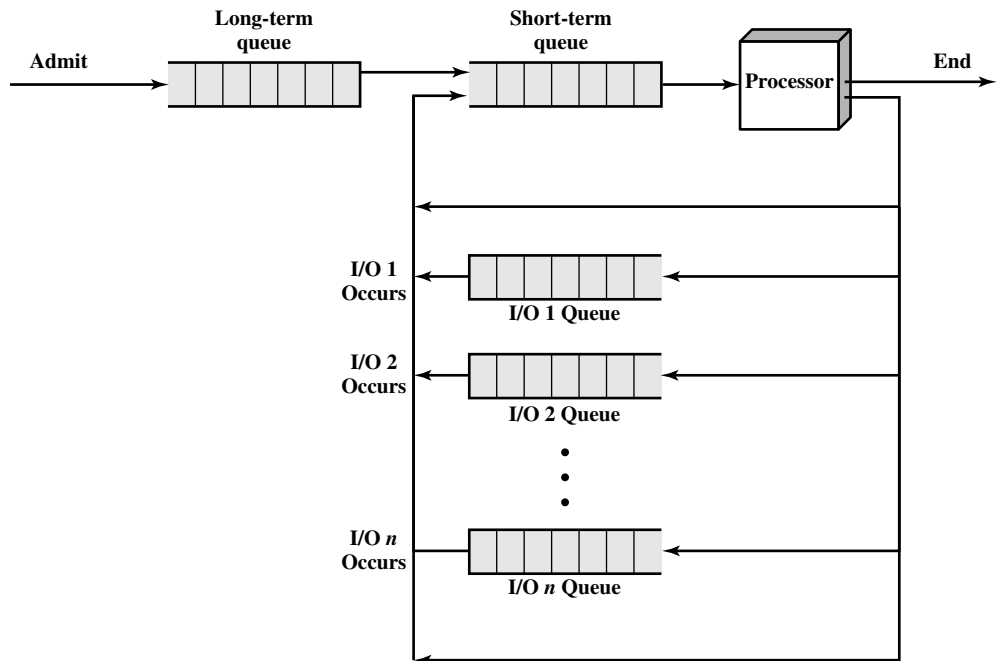 Long-term
queue
Short-term
queue
Admit
Processor
End
I/O 1
Occurs
I/O 1 Queue
I/O 2
Occurs
I/O 2 Queue
I/O n
Occurs
I/O n Queue